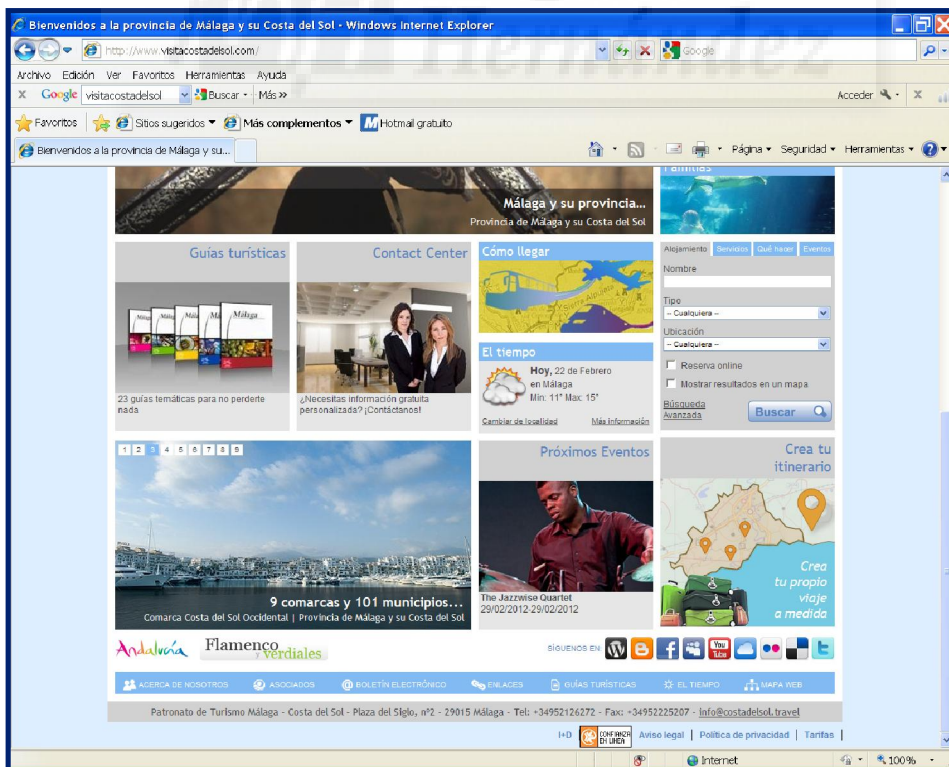 Hernández
Bienvenidos a la provincia de Málaga y su Costa del Sol - Windows Internet Explorer
http://www.visitacostadelsol.com/
Google
Archivo Edición Ver Favoritos Herramientas Ayuda
X Google visitacostadelsol Buscar Más »
Acceder
Favoritos Sitios sugeridos Más complementos Hotmail gratuito
Bienvenidos a la provincia de Málaga y su...
Página Seguridad Herramientas
Málaga y su provincia...
Provincia de Málaga y su Costa del Sol
Familias
Guías turísticas
23 guías temáticas para no perderte
nada
Contact Center
¿Necesitas información gratuita
personalizada? ¡Contáctanos!
Cómo llegar
El tiempo
Hoy, 22 de Febrero
en Málaga
Min: 11° Max: 15°
Cambiar de localidad Más información
Alojamiento Servicios Qué hacer Eventos
Nombre
Tipo
-- Cualquiera --
Ubicación
-- Cualquiera --
Reserva online
Mostrar resultados en un mapa
Búsqueda
Avanzada
Buscar
1 2 3 4 5 6 7 8 9
9 comarcas y 101 municipios...
Comarca Costa del Sol Occidental | Provincia de Málaga y su Costa del Sol
Próximos Eventos
The Jazzwise Quartet
29/02/2012-29/02/2012
Crea tu
itinerario
Crea
tu propio
viaje
a medida
Andalucía Flamenco
y verdiales
SÍGUENOS EN
You Tube
ACERCA DE NOSOTROS ASOCIADOS BOLETÍN ELECTRÓNICO ENLACES GUÍAS TURÍSTICAS EL TIEMPO MAPA WEB
Patronato de Turismo Málaga - Costa del Sol - Plaza del Siglo, nº2 - 29015 Málaga - Tel: +34952126272 - Fax: +34952225207 - info@costadelsol.travel
I+D CONFIANZA EN LINEA Aviso legal | Política de privacidad | Tarifas |
Internet 100%